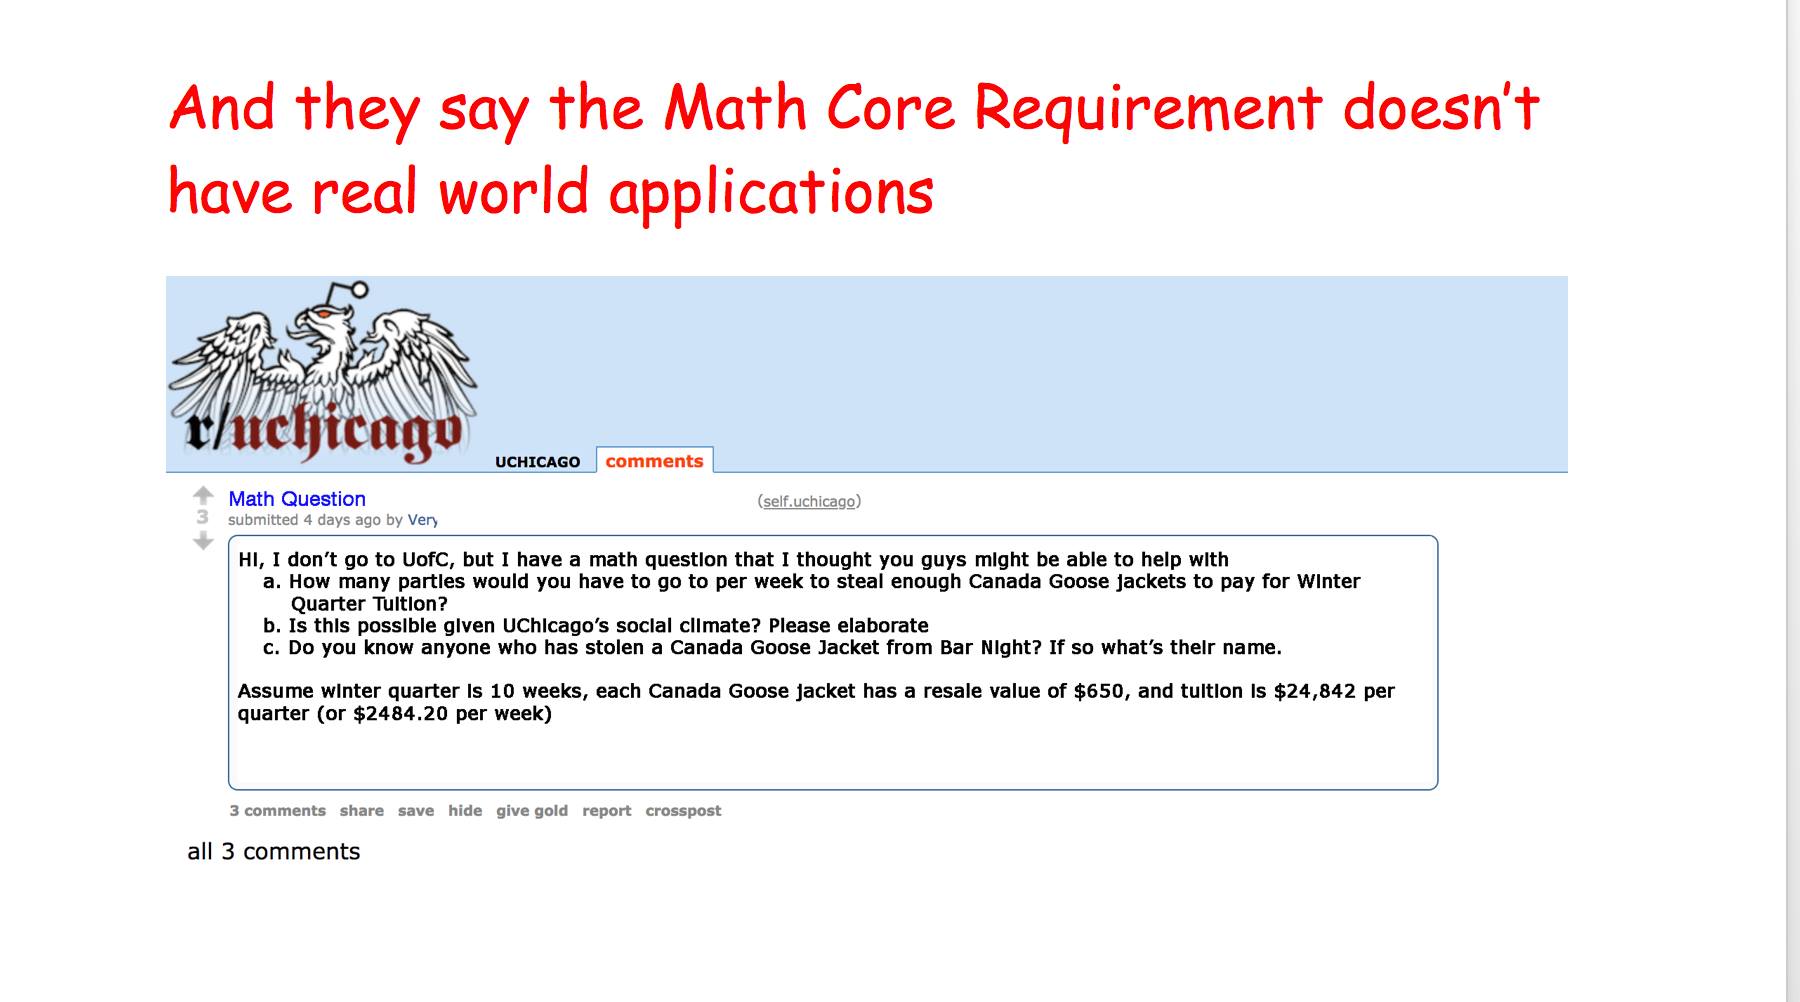 And they say the Math Core Requirement doesn't
have real world applications
r/uchicago
UCHICAGO comments
Math Question (self.uchicago)
3
submitted 4 days ago by Very
Hi, I don't go to UofC, but I have a math question that I thought you guys might be able to help with
a. How many parties would you have to go to per week to steal enough Canada Goose jackets to pay for Winter
Quarter Tuition?
b. Is this possible given UChicago's social climate? Please elaborate
c. Do you know anyone who has stolen a Canada Goose Jacket from Bar Night? If so what's their name.
Assume winter quarter is 10 weeks, each Canada Goose jacket has a resale value of $650, and tuition is $24,842 per
quarter (or $2484.20 per week)
3 comments share save hide give gold report crosspost
all 3 comments